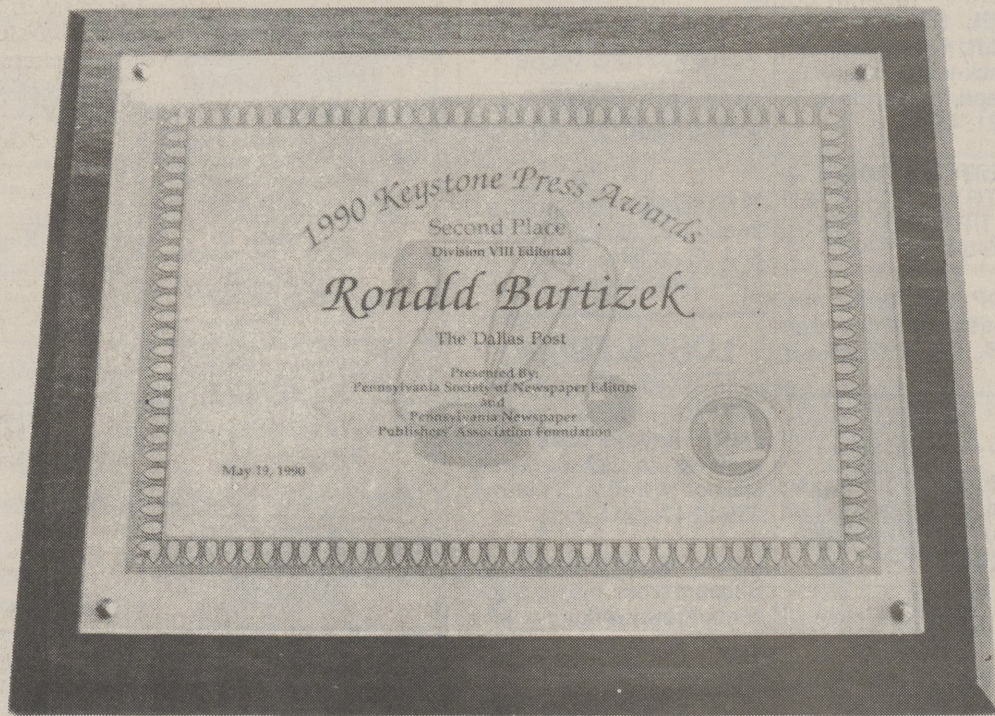 1990 Keystone Press Awards
Second Place
Division VIII Editorial
Ronald Bartizek
The Dallas Post
Presented By:
Pennsylvania Society of Newspaper Editors
and
Pennsylvania Newspaper
Publishers' Association Foundation
May 19, 1990